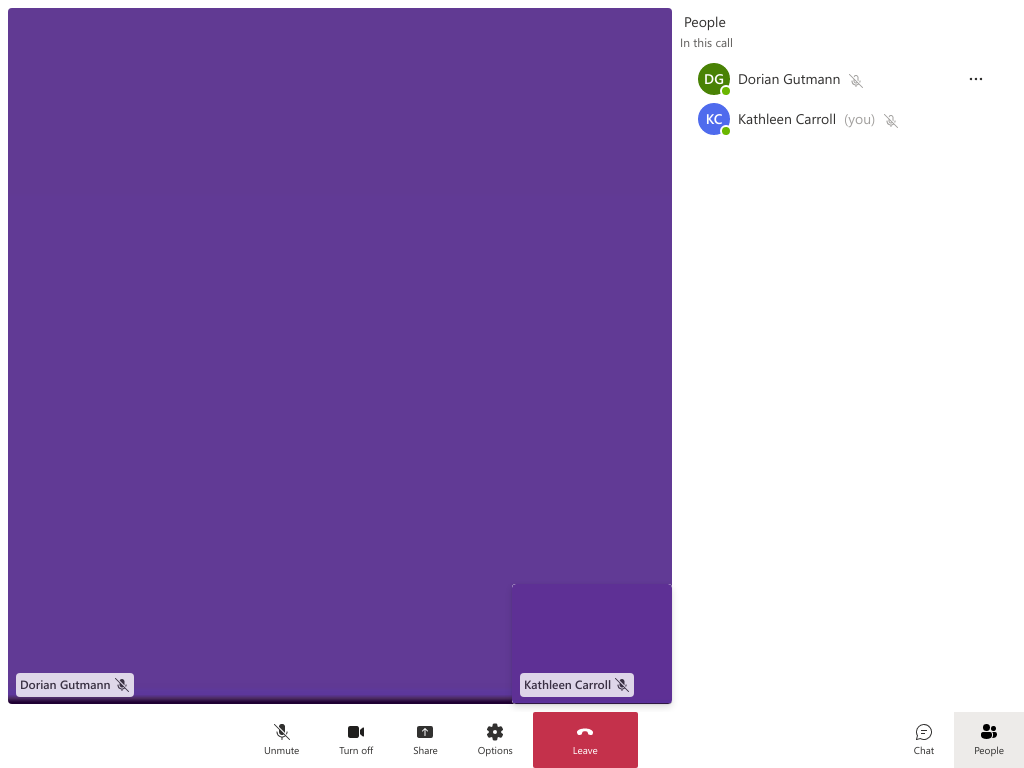 People
In this call
DG Dorian Gutmann
KC Kathleen Carroll (you)
Dorian Gutmann
Kathleen Carroll
Unmute
Turn off
Share
Options
Leave
Chat
People